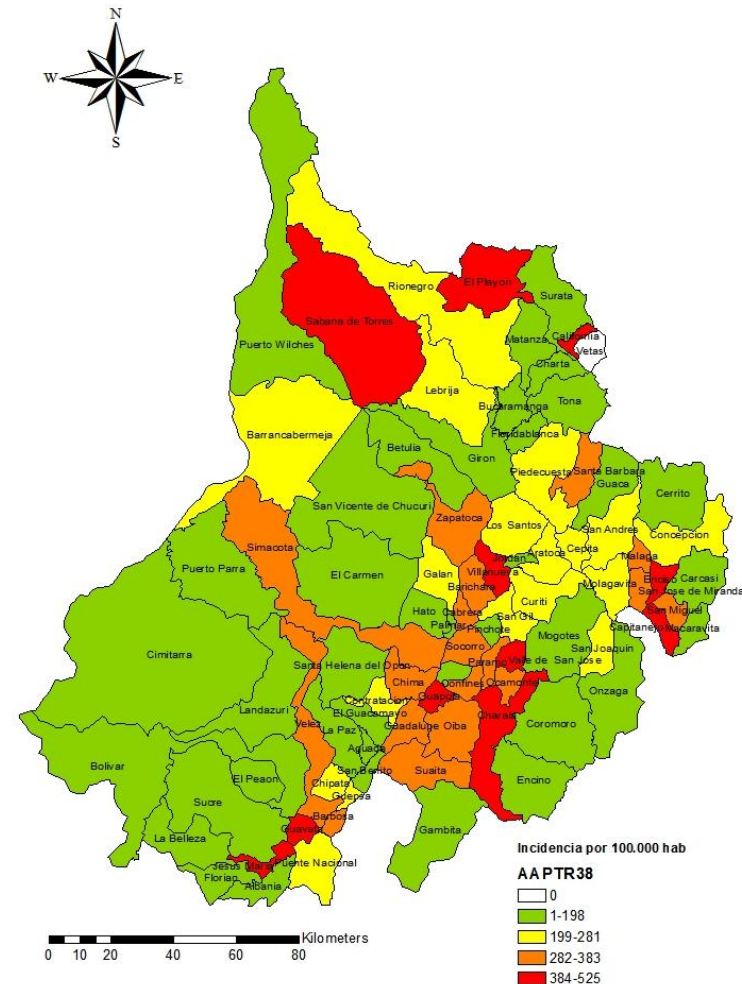 N
W E
S
Rionegro
El Playon
Surata
Sabana de Torres
Puerto Wilches
Matanza
California
Vetas
Charta
Lebrija
Tona
Bucaramanga
Barrancabermeja
Floridablanca
Betulia
Giron
Piedecuesta
Santa Barbara
Guaca
Cerrito
San Vicente de Chucuri
Zapatoca
Los Santos
San Andres
Concepcion
Simacota
Jordan
Aratoca
Cepita
Malaga
Puerto Parra
El Carmen
Galan
Villanueva
Barichara
Molagavita
Enciso
Carcasi
San Jose de Miranda
Hato
Cabrera
Curiti
San Gil
San Miguel
Palmar
Pinchote
Mogotes
Capitanejo
Macaravita
Cimitarra
Santa Helena del Opon
Socorro
Paramo
Valle de San Jose
San Joaquin
Chima
Confines
Ocamonte
Onzaga
Landazuri
Contratacion
Guapota
Velez
El Guacamayo
Charala
La Paz
Guadalupe
Oiba
Coromoro
Aguada
Bolivar
San Benito
Suaita
Encino
El Peaon
Chipata
Guepsa
Sucre
Barbosa
Gambita
Guavata
La Belleza
Jesus Maria
Puente Nacional
Florian
Albania
Incidencia por 100.000 hab
AAPTR38
0
1-198
199-281
282-383
384-525
Kilometers
0 10 20 40 60 80